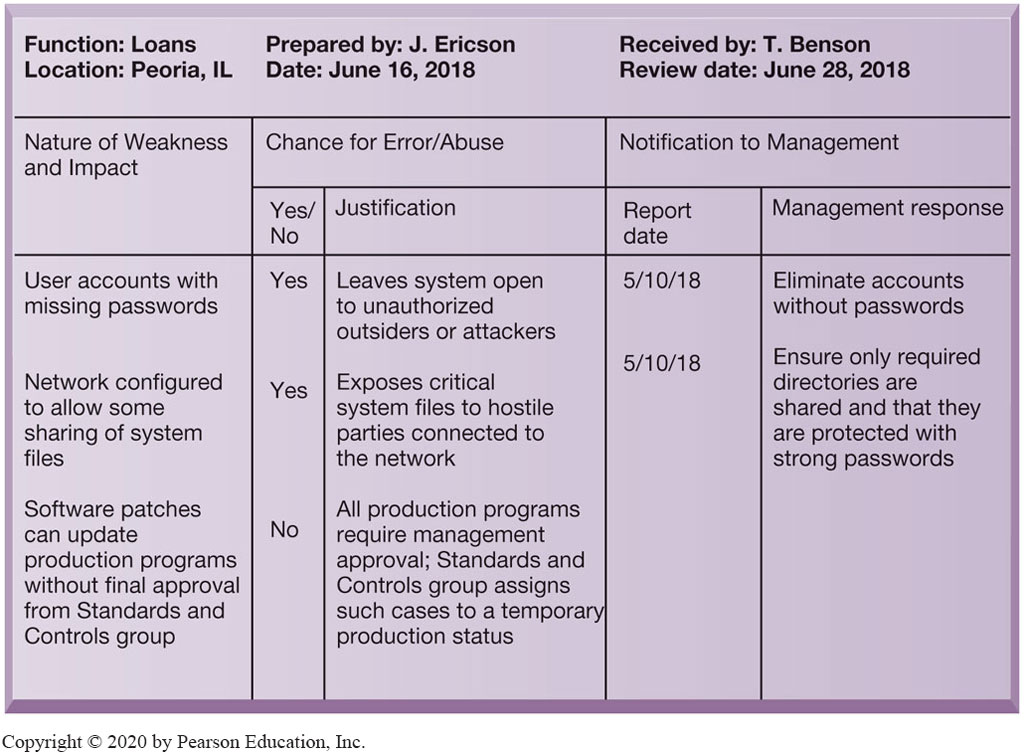 Function: Loans
Location: Peoria, IL
Prepared by: J. Ericson
Date: June 16, 2018
Received by: T. Benson
Review date: June 28, 2018
Nature of Weakness
and Impact
Chance for Error/Abuse
Notification to Management
Yes/
No
Justification
Report
date
Management response
User accounts with
missing passwords
Yes
Leaves system open
to unauthorized
outsiders or attackers
5/10/18
Eliminate accounts
without passwords
Network configured
to allow some
sharing of system
files
Yes
Exposes critical
system files to hostile
parties connected to
the network
5/10/18
Ensure only required
directories are
shared and that they
are protected with
strong passwords
Software patches
can update
production programs
without final approval
from Standards and
Controls group
No
All production programs
require management
approval; Standards and
Controls group assigns
such cases to a temporary
production status
Copyright © 2020 by Pearson Education, Inc.